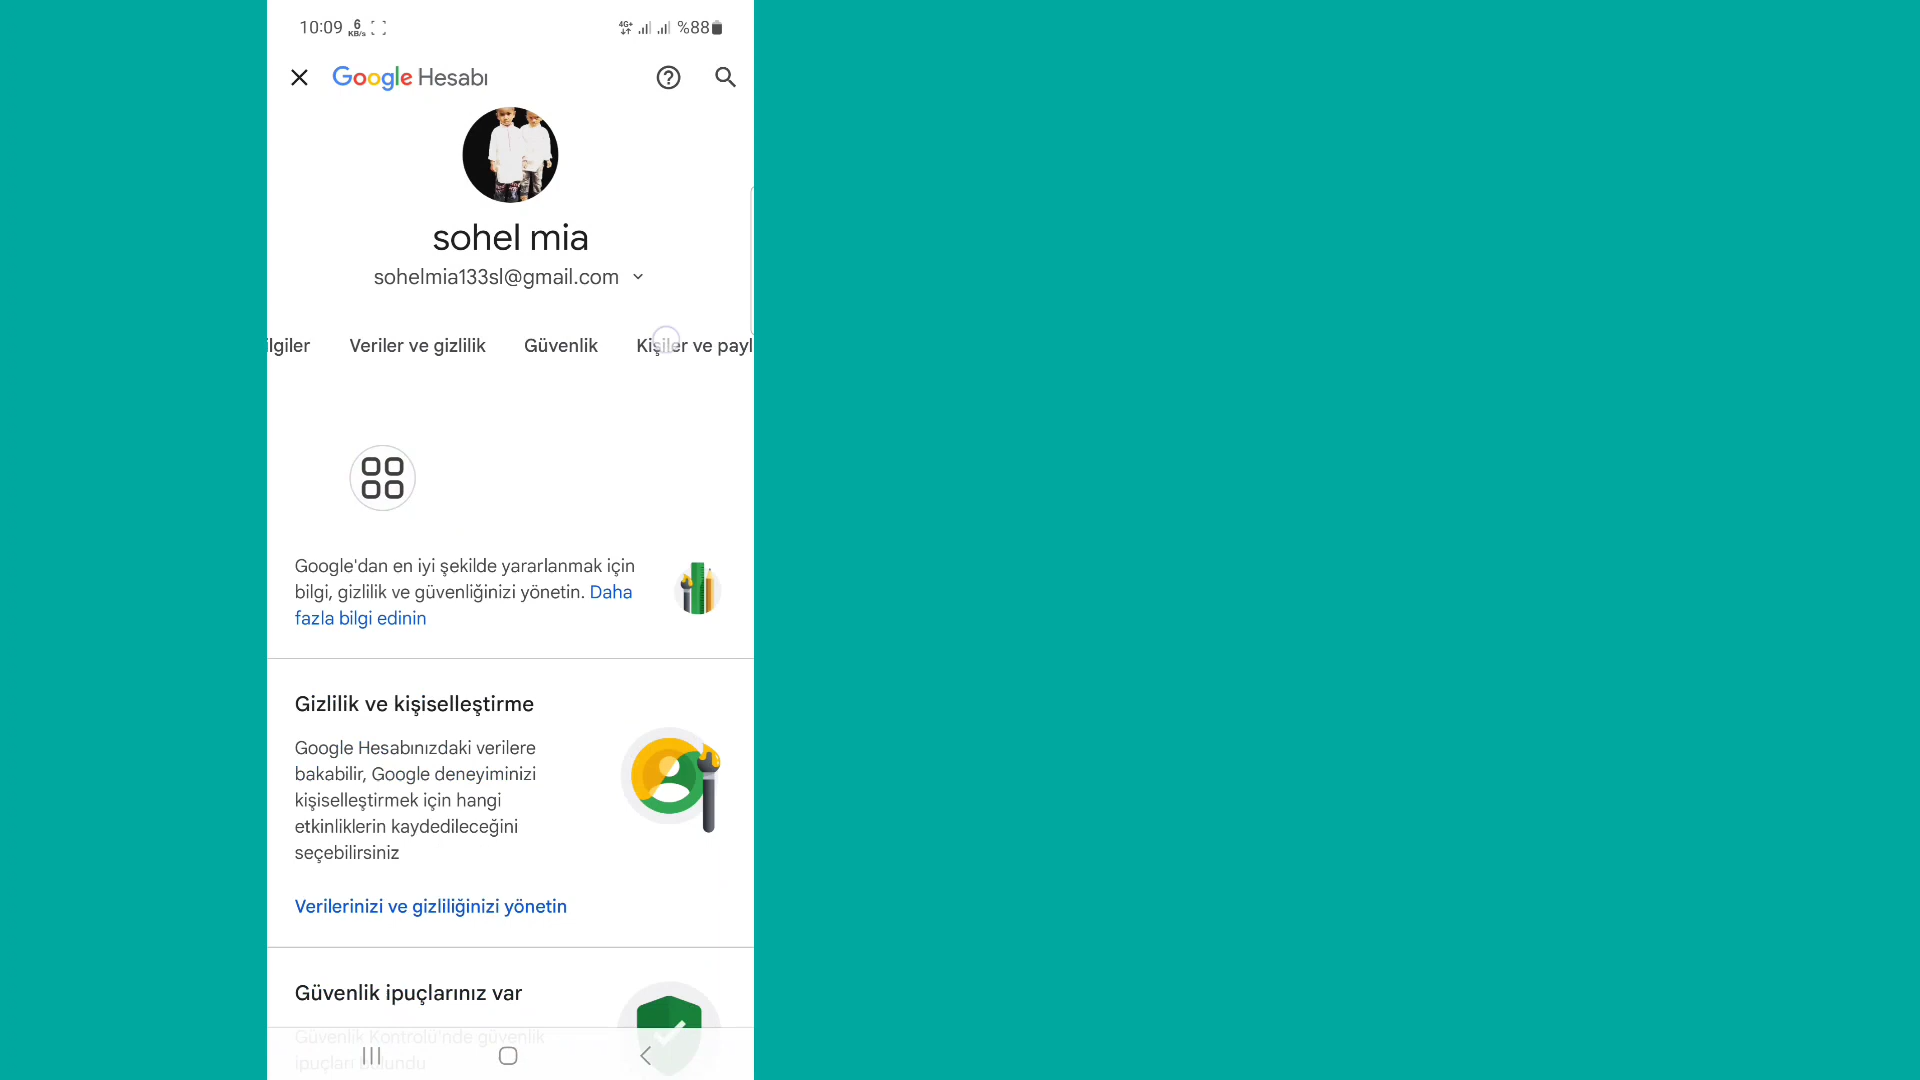 10:09 6 KB/s 4G+ %88
Google Hesabı
sohel mia
sohelmia133sl@gmail.com
ilgiler Veriler ve gizlilik Güvenlik Kişiler ve payl
Google'dan en iyi şekilde yararlanmak için
bilgi, gizlilik ve güvenliğinizi yönetin. Daha
fazla bilgi edinin
Gizlilik ve kişiselleştirme
Google Hesabınızdaki verilere
bakabilir, Google deneyiminizi
kişiselleştirmek için hangi
etkinliklerin kaydedileceğini
seçebilirsiniz
Verilerinizi ve gizliliğinizi yönetin
Güvenlik ipuçlarınız var
Güvenlik Kontrolü'nde güvenlik
ipuçları bulundu